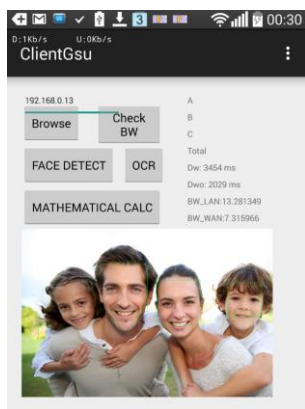 3
00:30
D:1Kb/s U:0Kb/s
ClientGsu
192.168.0.13
Browse
Check
BW
FACE DETECT
OCR
MATHEMATICAL CALC
A
B
C
Total
Dw: 3454 ms
Dwo: 2029 ms
BW_LAN:13.281349
BW_WAN:7.315966